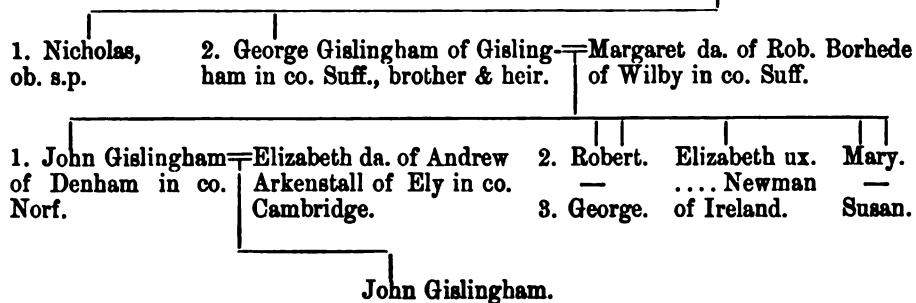 1. Nicholas,
ob. s.p.
2. George Gislingham of Gisling-
ham in co. Suff., brother & heir.
Margaret da. of Rob. Borhede
of Wilby in co. Suff.
1. John Gislingham
of Denham in co.
Norf.
Elizabeth da. of Andrew
Arkenstall of Ely in co.
Cambridge.
2. Robert.
—
3. George.
Elizabeth ux.
.... Newman
of Ireland.
Mary.
—
Susan.
John Gislingham.